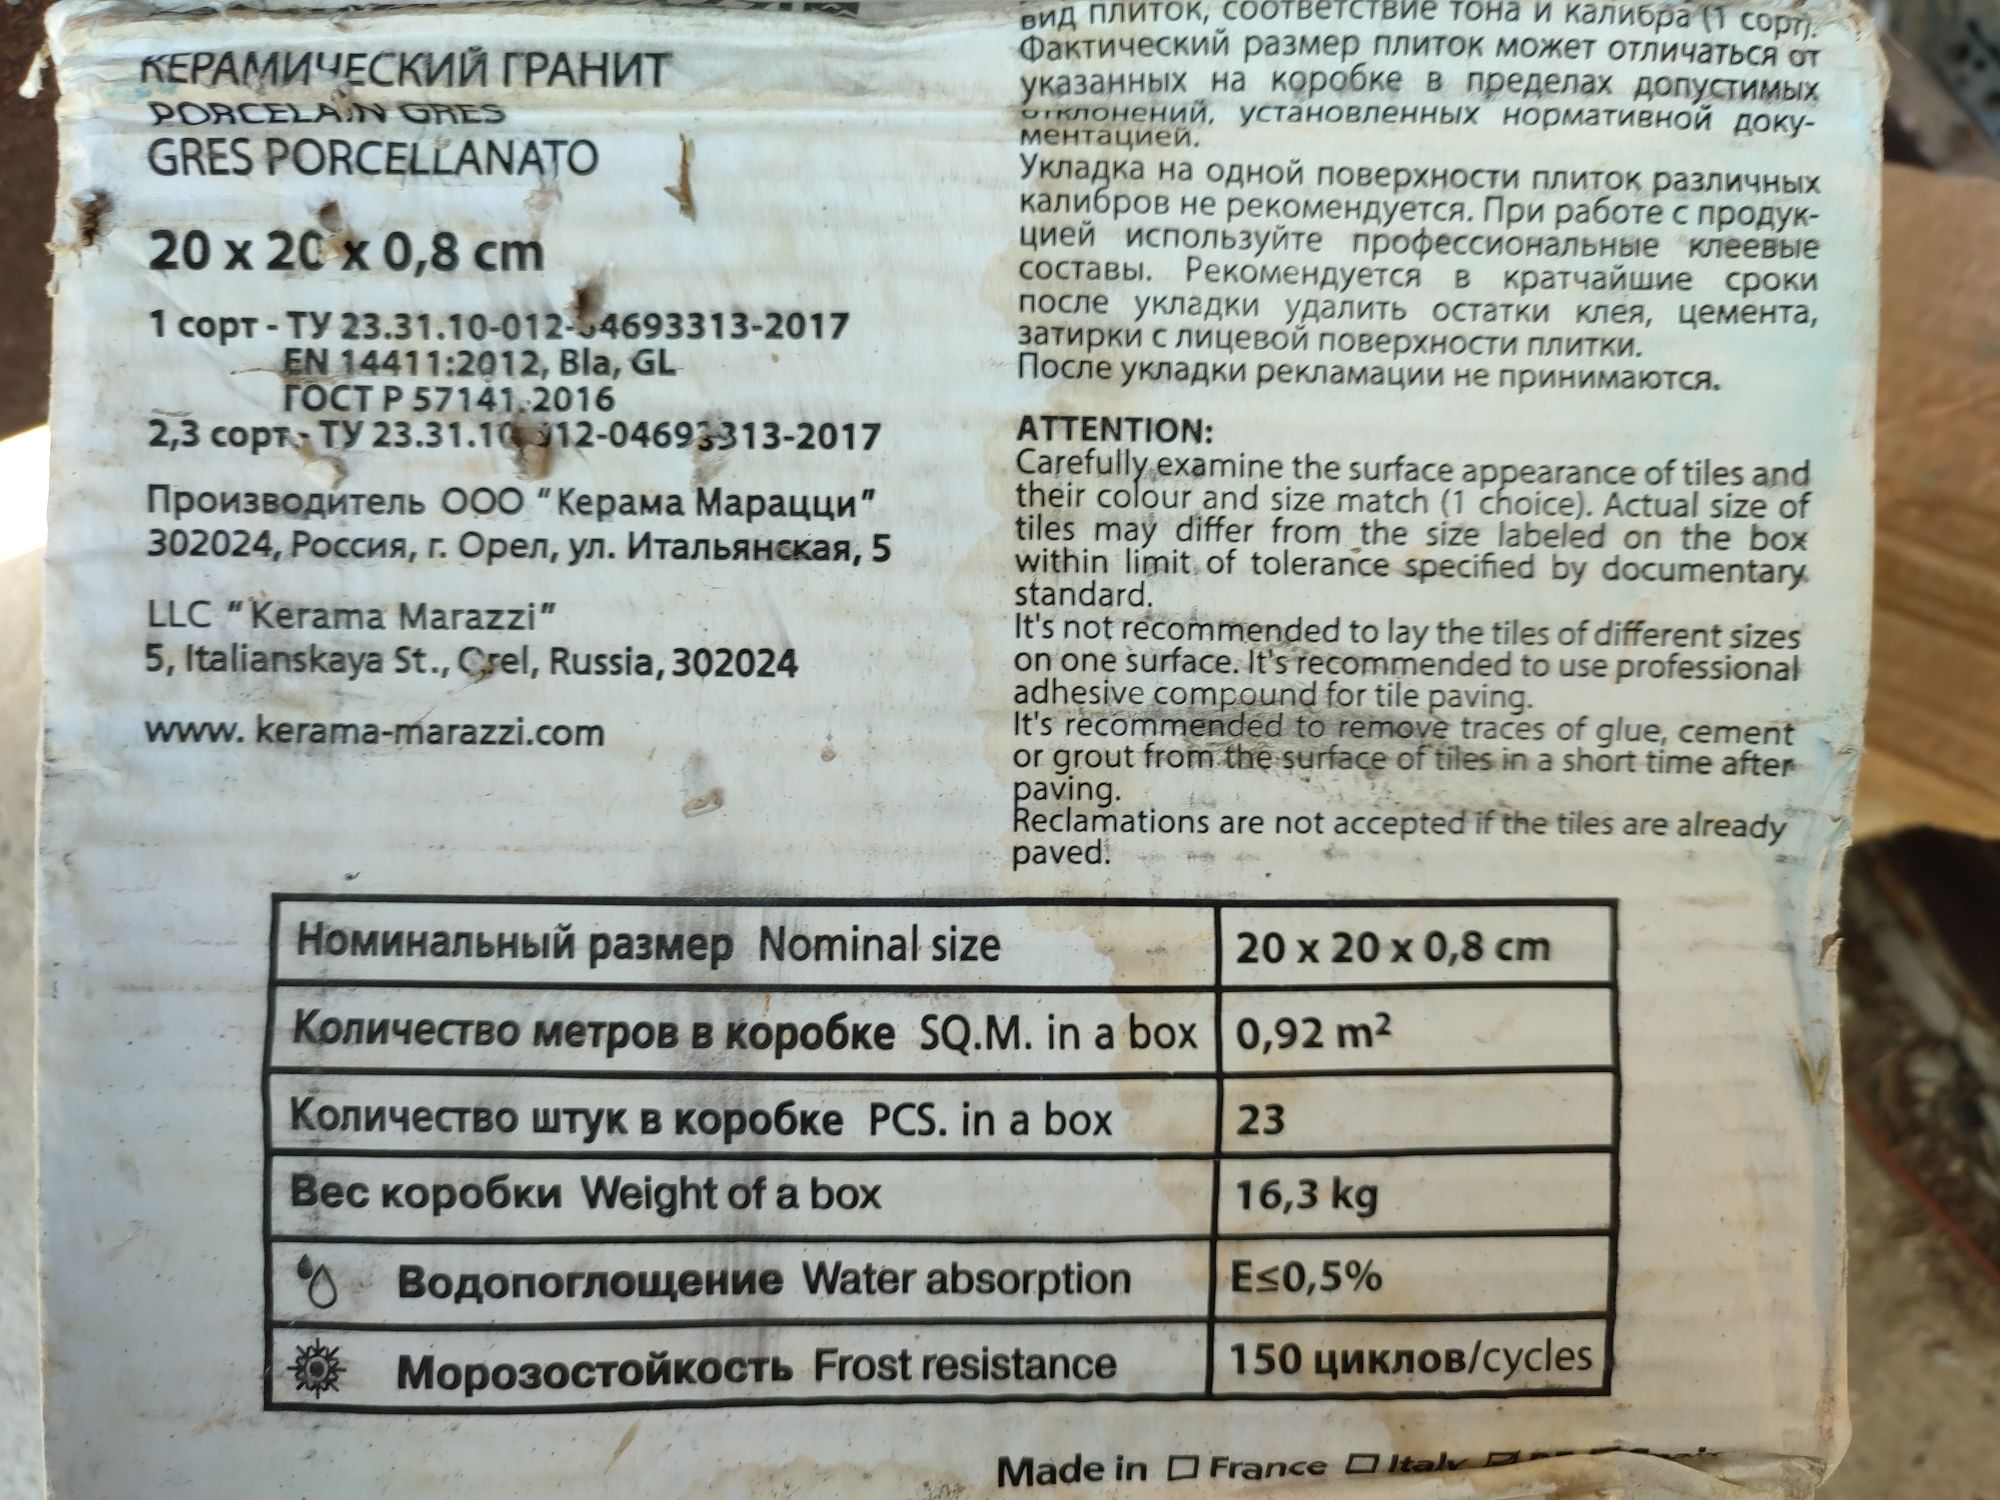 КЕРАМИЧЕСКИЙ ГРАНИТ
PORCELAIN GRES
GRES PORCELLANATO
20 x 20 x 0,8 cm
1 сорт - ТУ 23.31.10-012-04693313-2017
EN 14411:2012, BIa, GL
ГОСТ Р 57141-2016
2,3 сорт - ТУ 23.31.10-012-04693313-2017
Производитель ООО "Керама Марацци"
302024, Россия, г. Орел, ул. Итальянская, 5
LLC "Kerama Marazzi"
5, Italianskaya St., Orel, Russia, 302024
www. kerama-marazzi.com
вид плиток, соответствие тона и калибра (1 сорт).
Фактический размер плиток может отличаться от
указанных на коробке в пределах допустимых
отклонений, установленных нормативной доку-
ментацией.
Укладка на одной поверхности плиток различных
калибров не рекомендуется. При работе с продук-
цией используйте профессиональные клеевые
составы. Рекомендуется в кратчайшие сроки
после укладки удалить остатки клея, цемента,
затирки с лицевой поверхности плитки.
После укладки рекламации не принимаются.
ATTENTION:
Carefully examine the surface appearance of tiles and
their colour and size match (1 choice). Actual size of
tiles may differ from the size labeled on the box
within limit of tolerance specified by documentary
standard.
It's not recommended to lay the tiles of different sizes
on one surface. It's recommended to use professional
adhesive compound for tile paving.
It's recommended to remove traces of glue, cement
or grout from the surface of tiles in a short time after
paving.
Reclamations are not accepted if the tiles are already
paved.
Номинальный размер Nominal size 20 x 20 x 0,8 cm
Количество метров в коробке SQ.M. in a box 0,92 m²
Количество штук в коробке PCS. in a box 23
Вес коробки Weight of a box 16,3 kg
Водопоглощение Water absorption E≤0,5%
Морозостойкость Frost resistance 150 циклов/cycles
Made in ☐ France ☐ Italy